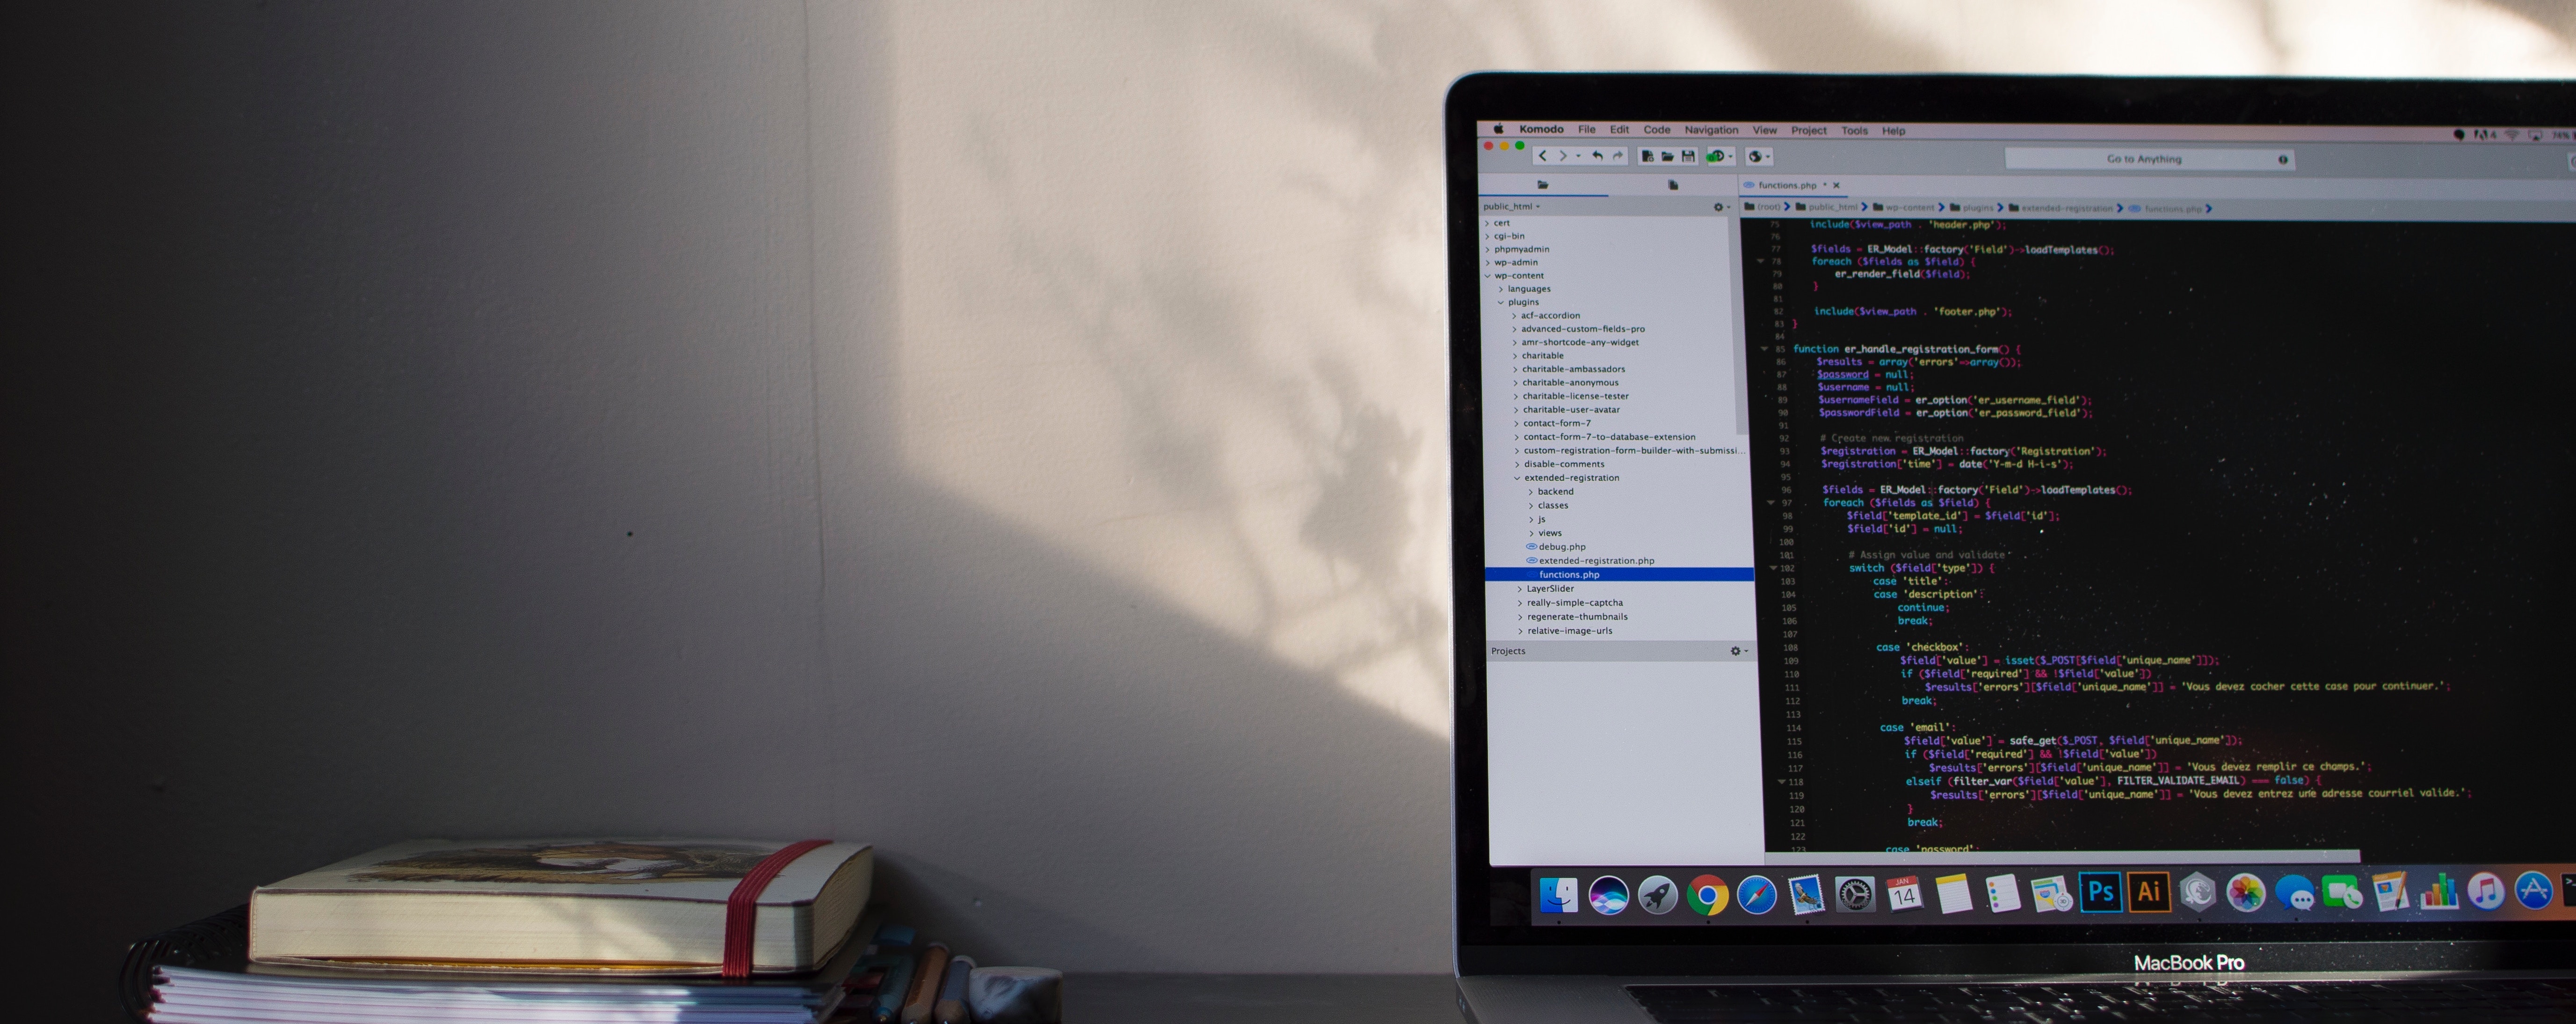 Komodo File Edit Code Navigation View Project Tools Help
74%
Go to Anything
functions.php * ×
public_html
(root) public_html wp-content plugins extended-registration functions.php
cert
cgi-bin
phpmyadmin
wp-admin
wp-content
languages
plugins
acf-accordion
advanced-custom-fields-pro
amr-shortcode-any-widget
charitable
charitable-ambassadors
charitable-anonymous
charitable-license-tester
charitable-user-avatar
contact-form-7
contact-form-7-to-database-extension
custom-registration-form-builder-with-submissi...
disable-comments
extended-registration
backend
classes
js
views
debug.php
extended-registration.php
functions.php
LayerSlider
really-simple-captcha
regenerate-thumbnails
relative-image-urls
Projects
75 include($view_path . 'header.php');
76
77 $fields = ER_Model::factory('Field')->loadTemplates();
78 foreach ($fields as $field) {
79 er_render_field($field);
80 }
81
82 include($view_path . 'footer.php');
83 }
84
85 function er_handle_registration_form() {
86 $results = array('errors'=>array());
87 $password = null;
88 $username = null;
89 $usernameField = er_option('er_username_field');
90 $passwordField = er_option('er_password_field');
91
92 # Create new registration
93 $registration = ER_Model::factory('Registration');
94 $registration['time'] = date('Y-m-d H-i-s');
95
96 $fields = ER_Model::factory('Field')->loadTemplates();
97 foreach ($fields as $field) {
98 $field['template_id'] = $field['id'];
99 $field['id'] = null;
100
101 # Assign value and validate
102 switch ($field['type']) {
103 case 'title':
104 case 'description':
105 continue;
106 break;
107
108 case 'checkbox':
109 $field['value'] = isset($_POST[$field['unique_name']]);
110 if ($field['required'] && !$field['value'])
111 $results['errors'][$field['unique_name']] = 'Vous devez cocher cette case pour continuer.';
112 break;
113
114 case 'email':
115 $field['value'] = safe_get($_POST, $field['unique_name']);
116 if ($field['required'] && !$field['value'])
117 $results['errors'][$field['unique_name']] = 'Vous devez remplir ce champs.';
118 elseif (filter_var($field['value'], FILTER_VALIDATE_EMAIL) === false) {
119 $results['errors'][$field['unique_name']] = 'Vous devez entrez une adresse courriel valide.';
120 }
121 break;
122
123 case 'password':
JAN
14
Ps Ai
MacBook Pro